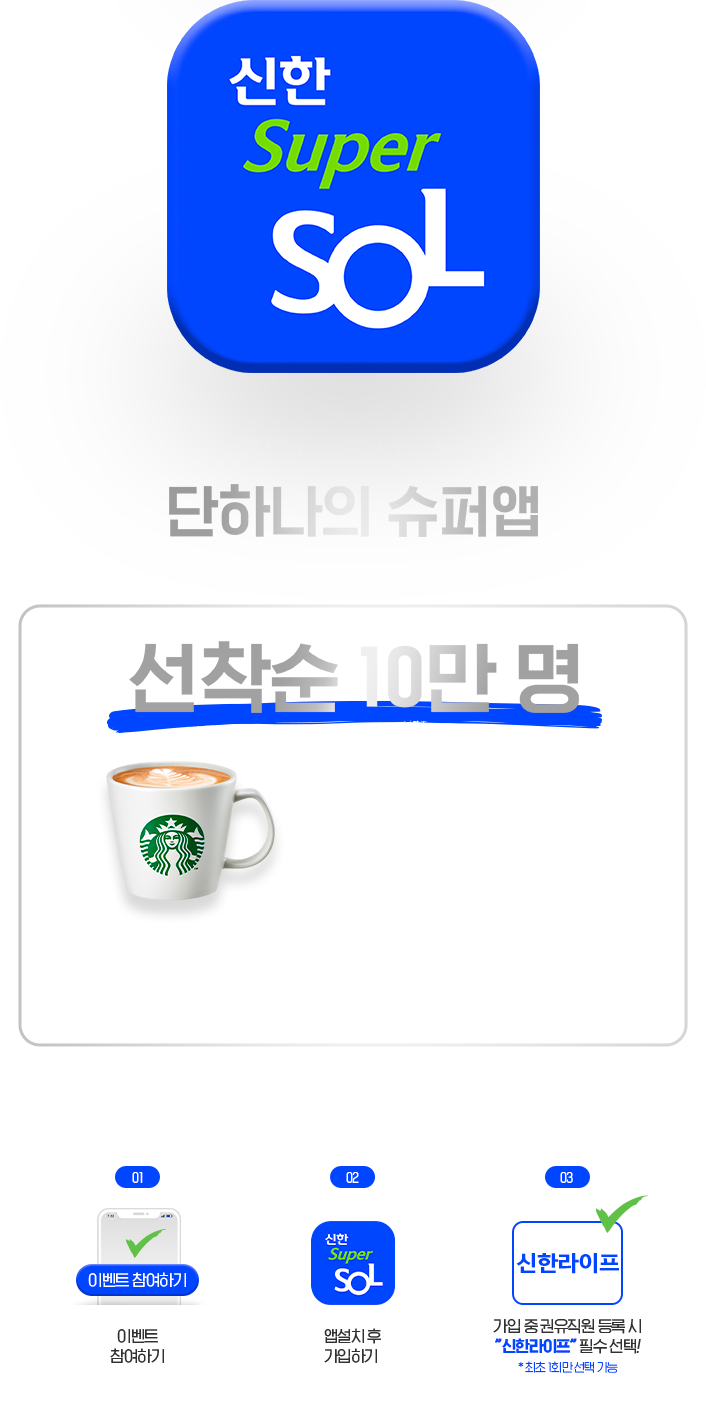 신한
Super
SOL
단하나의 슈퍼앱
선착순 10만 명
01
02
03
이벤트 참여하기
신한
Super
SOL
신한라이프
이벤트
참여하기
앱설치 후
가입하기
가입 중 권유직원 등록 시
"신한라이프" 필수 선택!
* 최초 1회만 선택 가능